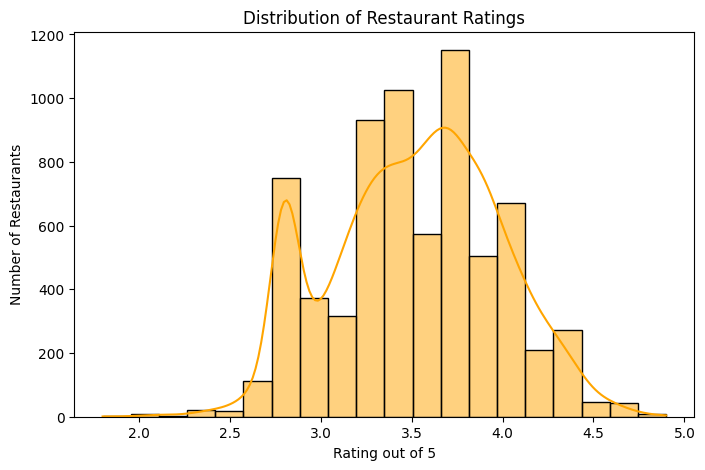 Distribution of Restaurant Ratings
1200
1000
800
600
400
200
0
Number of Restaurants
2.0 2.5 3.0 3.5 4.0 4.5 5.0
Rating out of 5